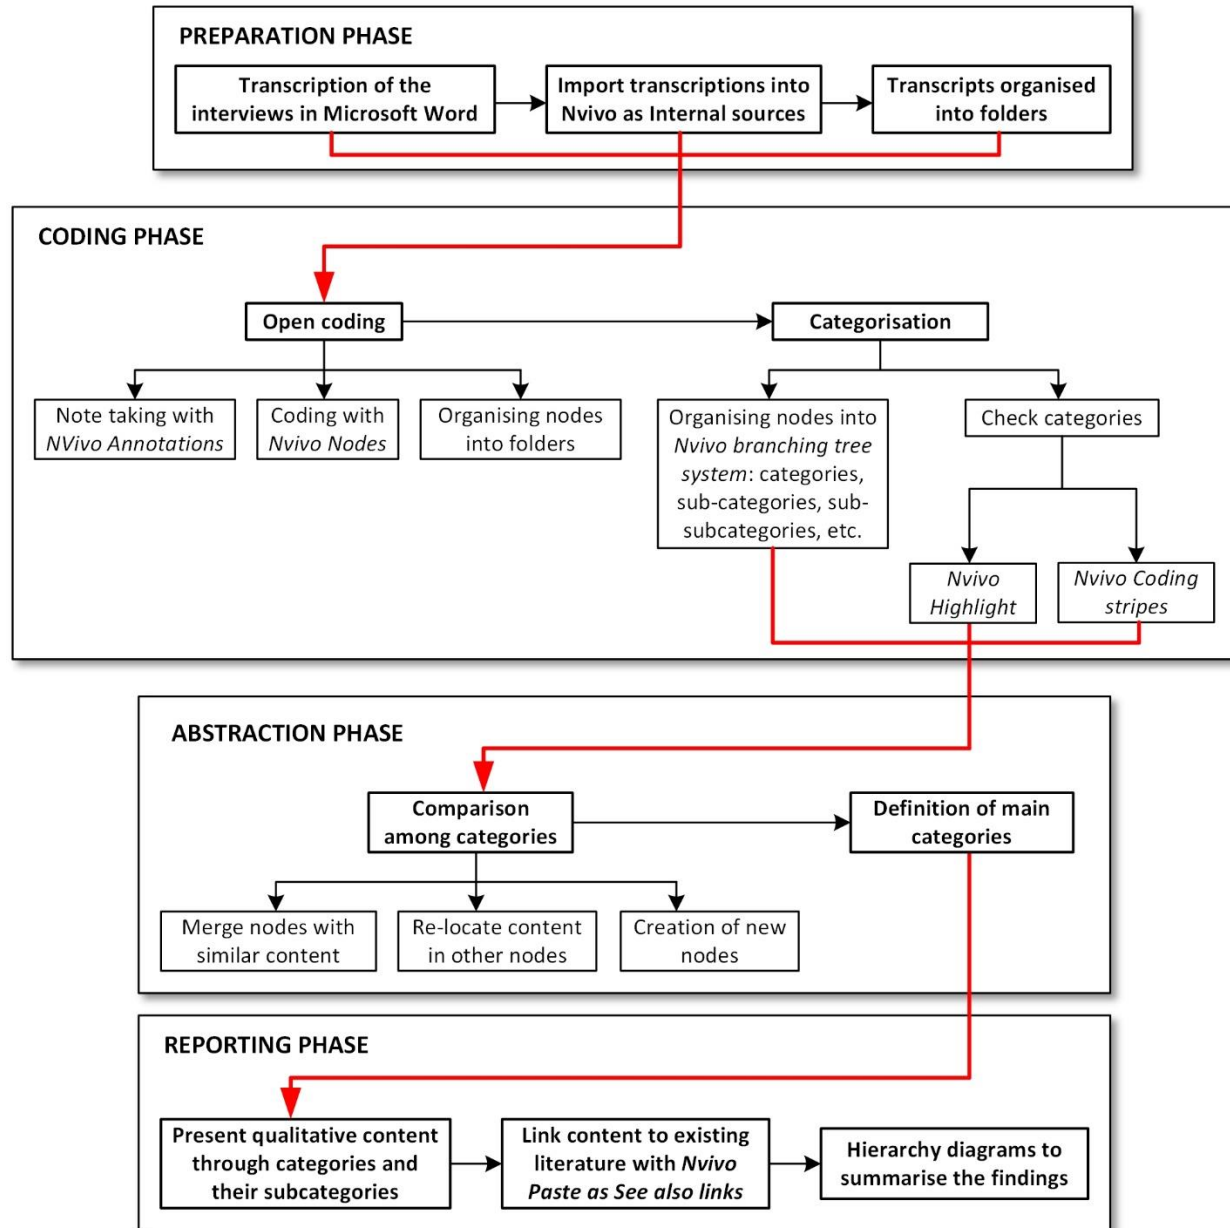 PREPARATION PHASE
Transcription of the
interviews in Microsoft Word
Import transcriptions into
Nvivo as Internal sources
Transcripts organised
into folders
CODING PHASE
Open coding
Categorisation
Note taking with
NVivo Annotations
Coding with
Nvivo Nodes
Organising nodes
into folders
Organising nodes into
Nvivo branching tree
system: categories,
sub-categories, sub-
subcategories, etc.
Check categories
Nvivo
Highlight
Nvivo Coding
stripes
ABSTRACTION PHASE
Comparison
among categories
Definition of main
categories
Merge nodes with
similar content
Re-locate content
in other nodes
Creation of new
nodes
REPORTING PHASE
Present qualitative content
through categories and
their subcategories
Link content to existing
literature with Nvivo
Paste as See also links
Hierarchy diagrams to
summarise the findings